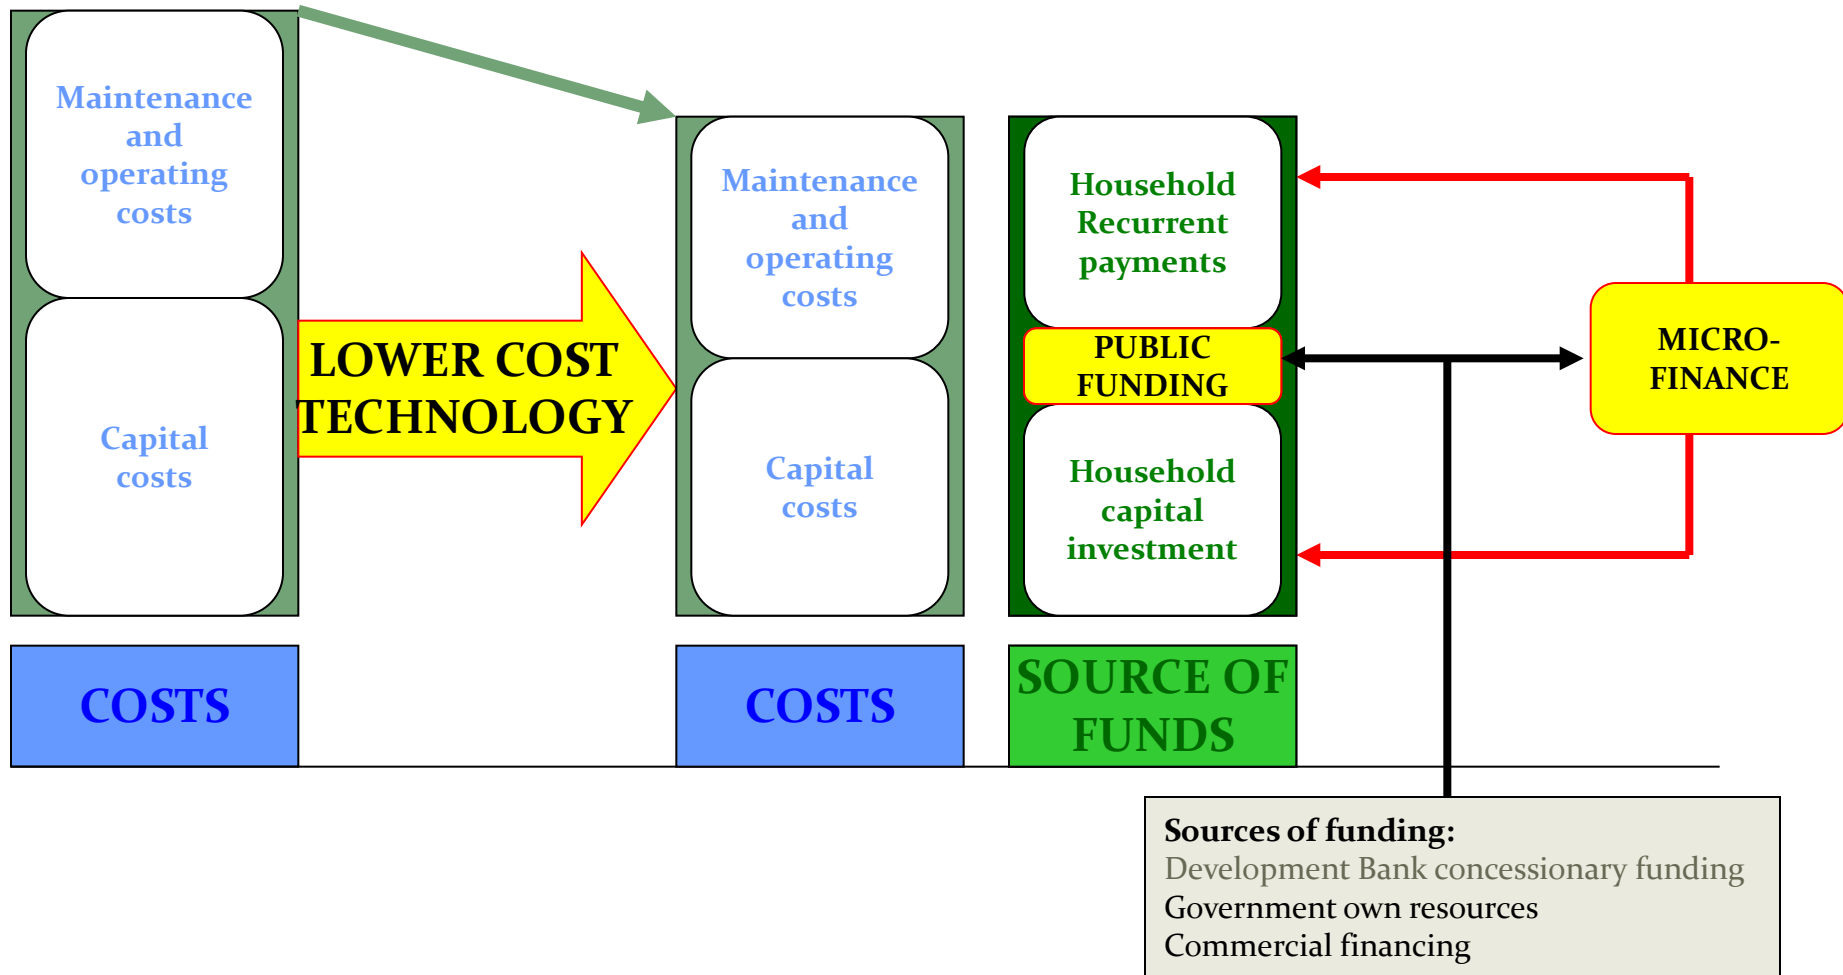 Maintenance
and
operating
costs
Capital
costs
LOWER COST
TECHNOLOGY
Maintenance
and
operating
costs
Capital
costs
Household
Recurrent
payments
PUBLIC
FUNDING
Household
capital
investment
MICRO-
FINANCE
COSTS
COSTS
SOURCE OF
FUNDS
Sources of funding:
Development Bank concessionary funding
Government own resources
Commercial financing